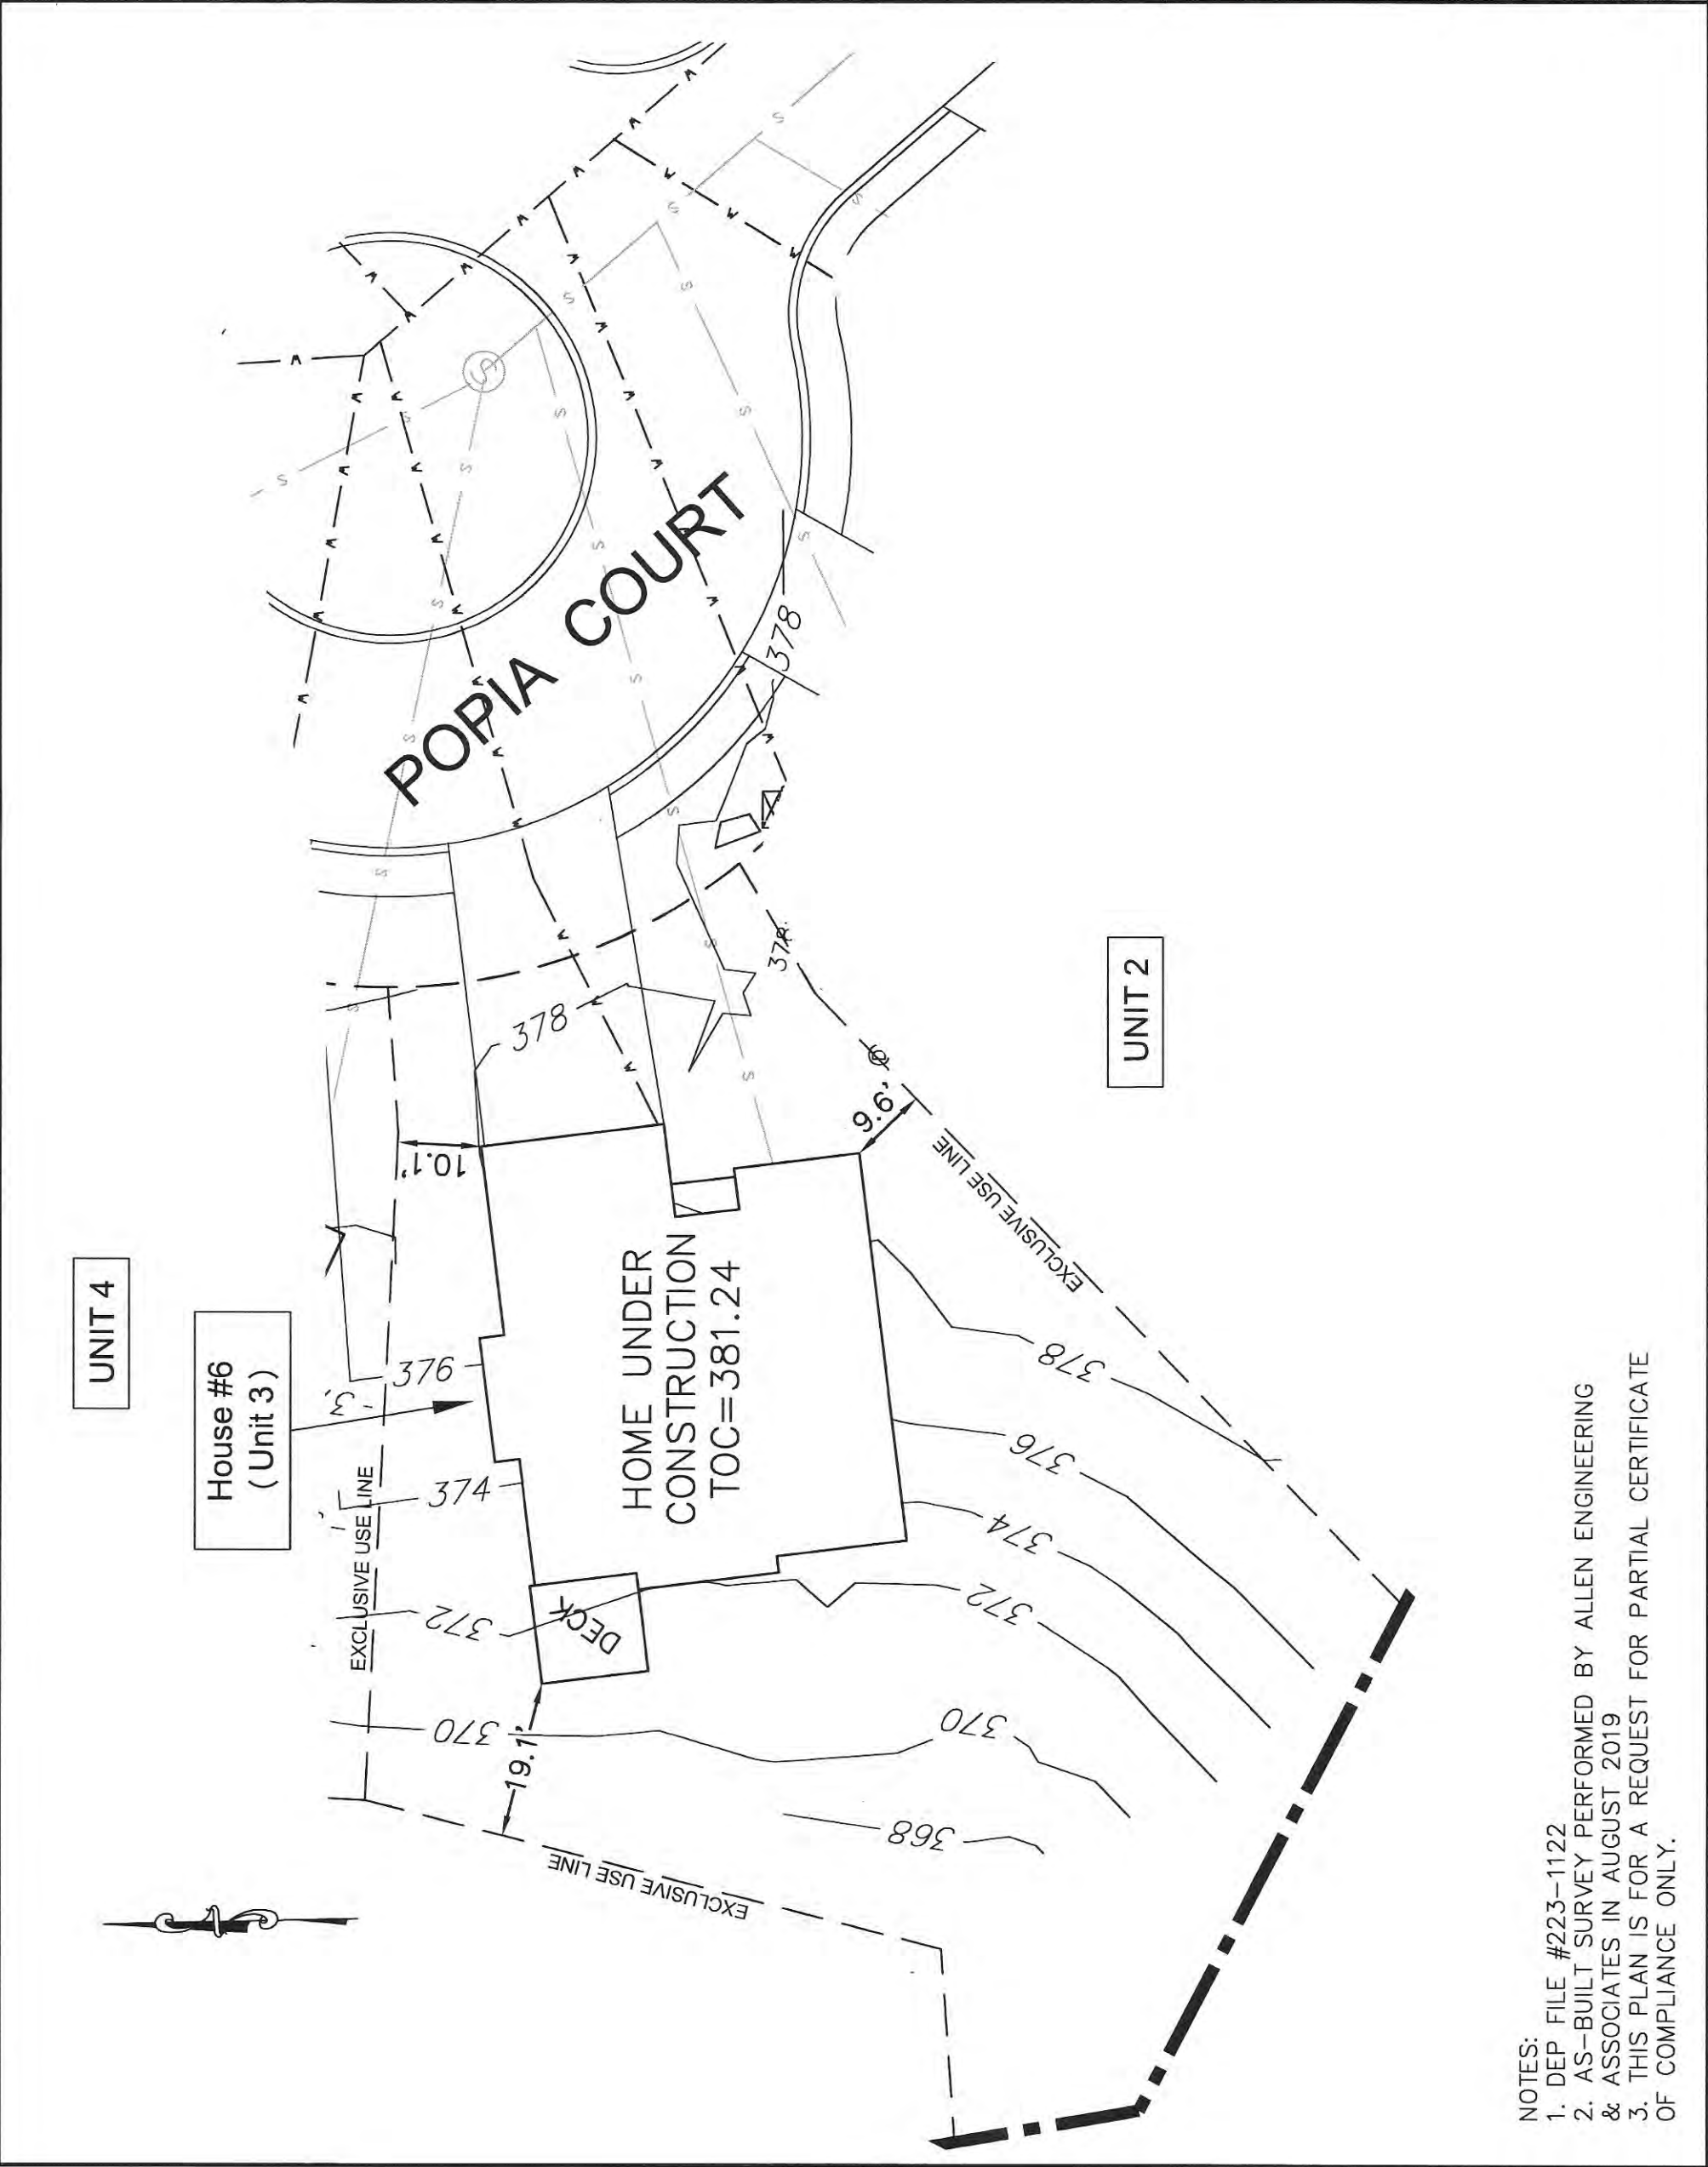 UNIT 4
House #6
( Unit 3 )
EXCLUSIVE USE LINE
370
372
374
376
10.1'
378
POPIA COURT
S
19.1'
DECK
HOME UNDER
CONSTRUCTION
TOC=381.24
EXCLUSIVE USE LINE
378
378
9.6'
EXCLUSIVE USE LINE
368
370
372
374
376
378
UNIT 2
NOTES:
1. DEP FILE #223-1122
2. AS-BUILT SURVEY PERFORMED BY ALLEN ENGINEERING
& ASSOCIATES IN AUGUST 2019
3. THIS PLAN IS FOR A REQUEST FOR PARTIAL CERTIFICATE
OF COMPLIANCE ONLY.